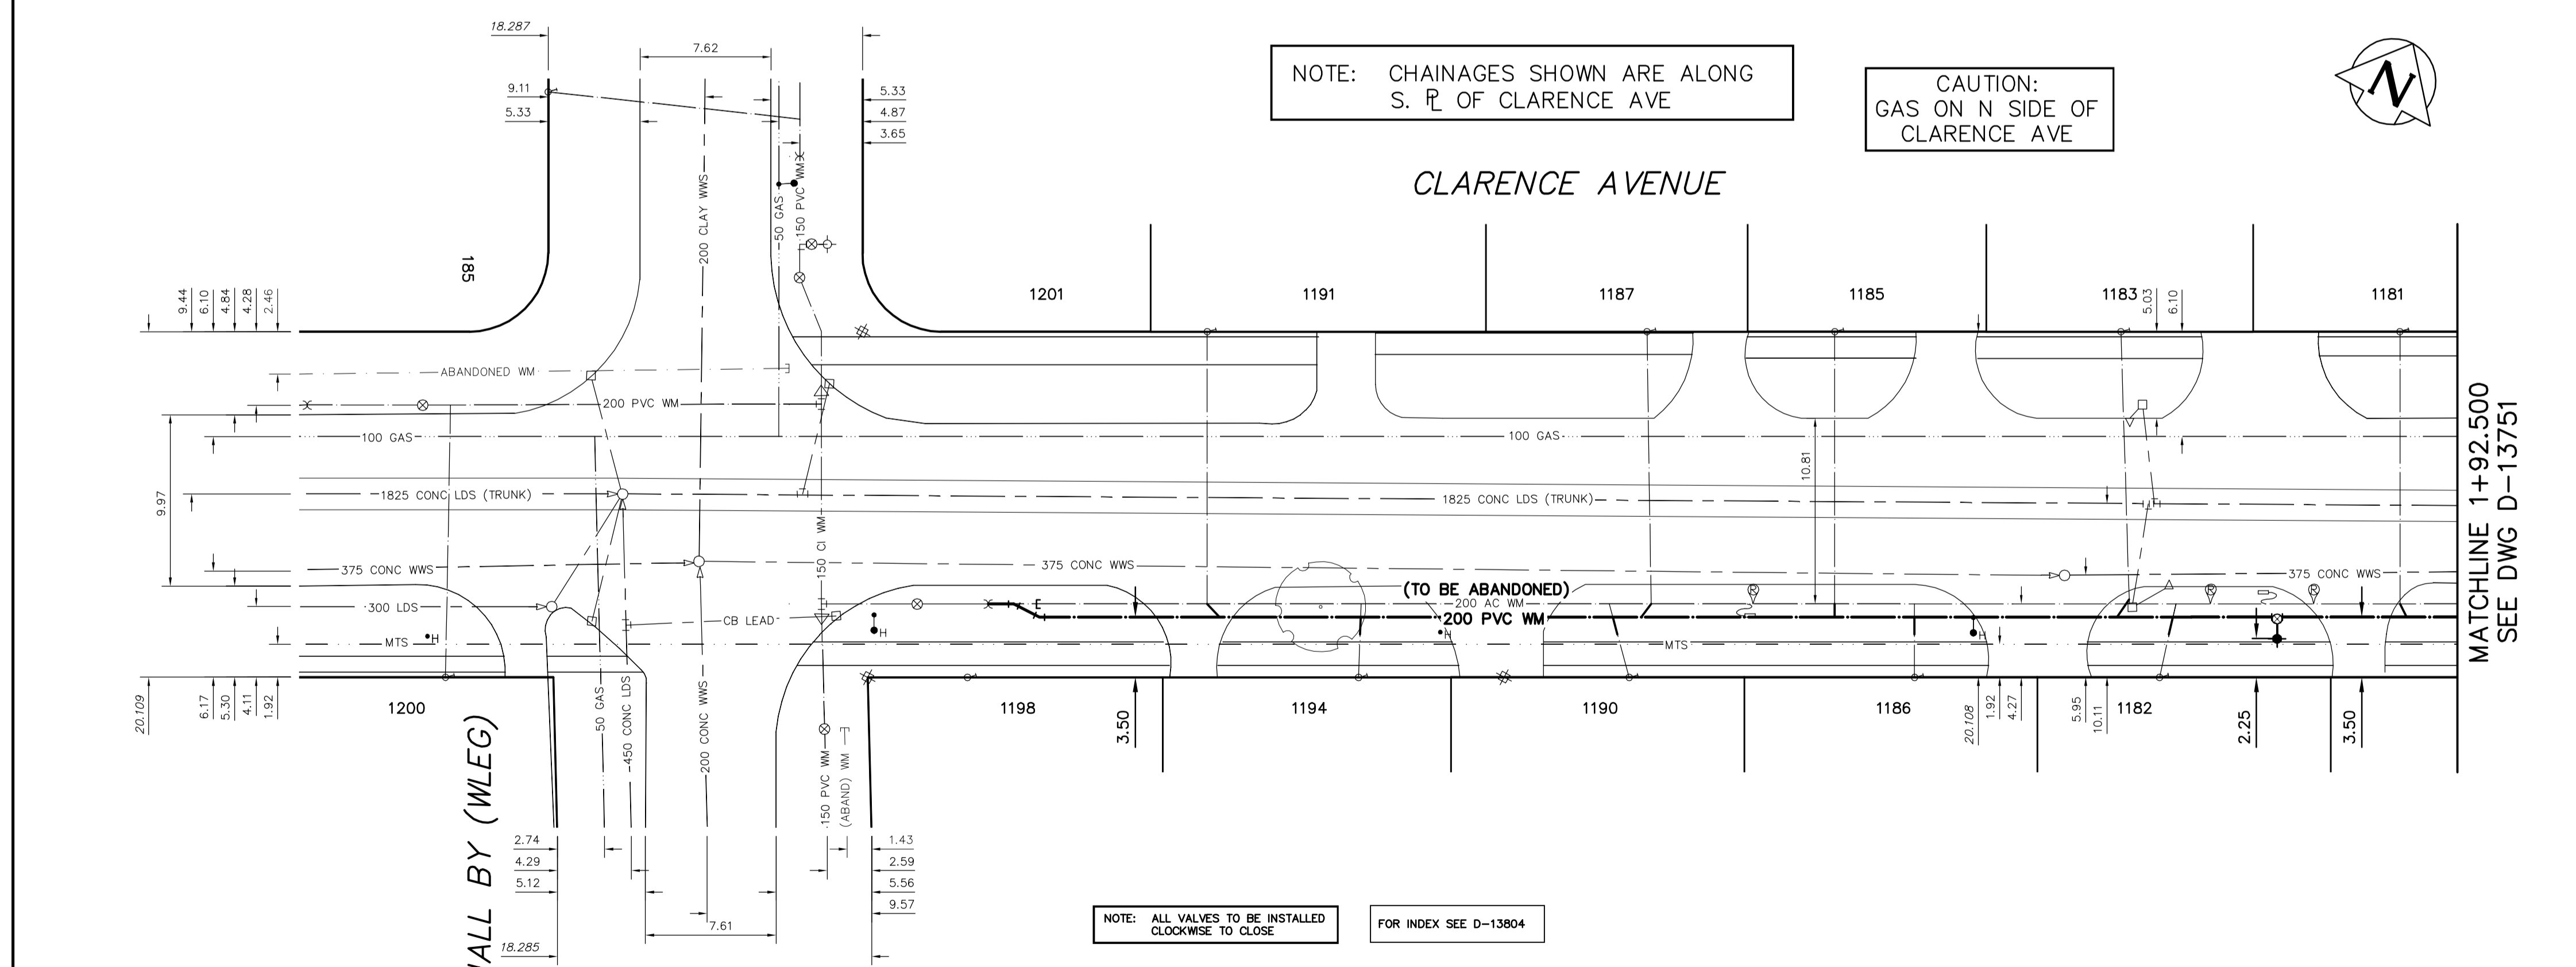 18.287
7.62
9.11
5.33
5.33
4.87
3.65
NOTE: CHAINAGES SHOWN ARE ALONG
S. ⅊ OF CLARENCE AVE
CAUTION:
GAS ON N SIDE OF
CLARENCE AVE
N
CLARENCE AVENUE
200 CLAY WWS
50 GAS
150 PVC WM
185
1201
1191
1187
1185
1183
1181
5.03
6.10
9.44
6.10
4.84
4.28
2.46
ABANDONED WM
200 PVC WM
100 GAS
100 GAS
9.97
10.81
1825 CONC LDS (TRUNK)
1825 CONC LDS (TRUNK)
150 CI WM
375 CONC WWS
375 CONC WWS
375 CONC WWS
(TO BE ABANDONED)
200 AC WM
200 PVC WM
R
R
R
300 LDS
CB LEAD
H
H
H
H
MTS
MTS
MATCHLINE 1+92.500
SEE DWG D-13751
20.109
6.17
5.30
4.11
1.92
1200
1198
1194
1190
1186
1182
3.50
20.108
1.92
4.27
5.95
10.11
2.25
3.50
50 GAS
450 CONC LDS
200 CONC WWS
150 PVC WM
(ABAND) WM
BY (WLEG)
2.74
4.29
5.12
1.43
2.59
5.56
9.57
7.61
18.285
NOTE: ALL VALVES TO BE INSTALLED
CLOCKWISE TO CLOSE
FOR INDEX SEE D-13804